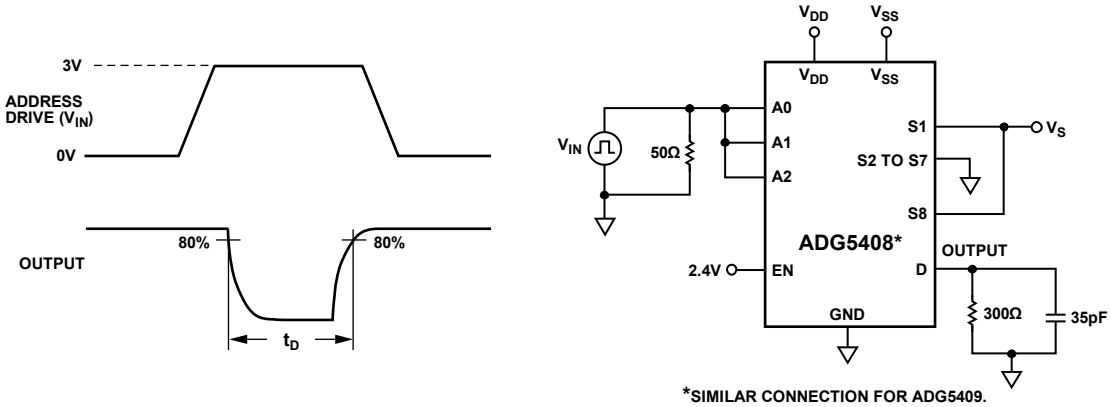 3V
ADDRESS
DRIVE (VIN)
0V
80%
80%
OUTPUT
tD
VDD
VSS
VDD
VSS
A0
A1
A2
VIN
50Ω
S1
VS
S2 TO S7
S8
ADG5408*
OUTPUT
2.4V
EN
D
GND
300Ω
35pF
*SIMILAR CONNECTION FOR ADG5409.